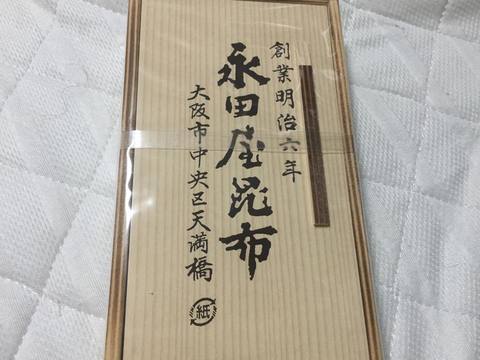 創業明治六年
永田屋昆布
大阪市中央区天満橋
紙